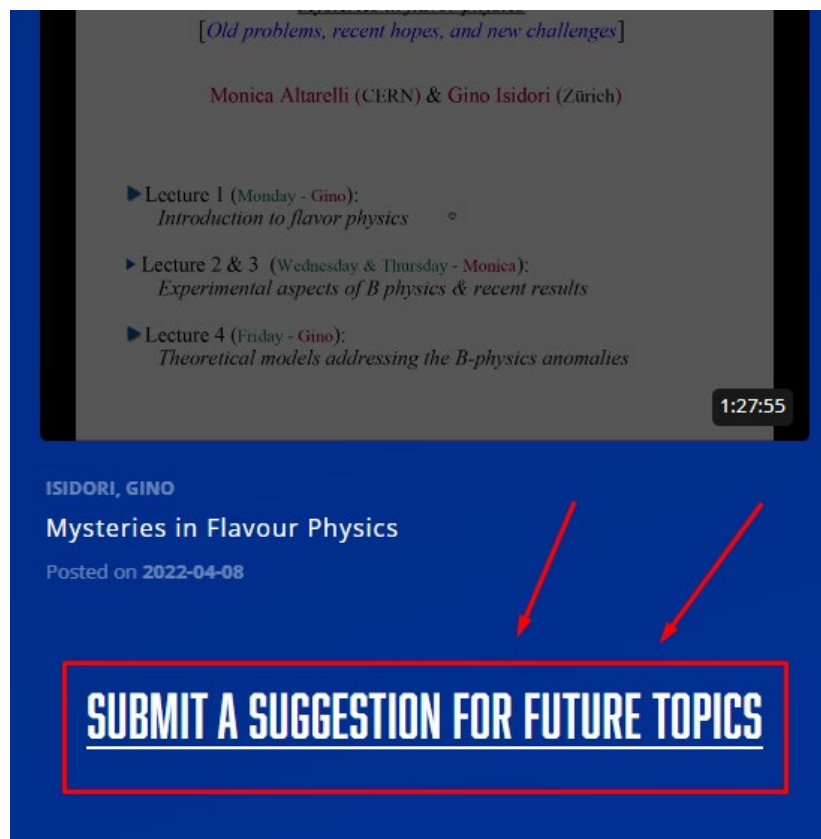 [Old problems, recent hopes, and new challenges]
Monica Altarelli (CERN) & Gino Isidori (Zürich)
Lecture 1 (Monday - Gino):
Introduction to flavor physics
Lecture 2 & 3 (Wednesday & Thursday - Monica):
Experimental aspects of B physics & recent results
Lecture 4 (Friday - Gino):
Theoretical models addressing the B-physics anomalies
1:27:55
ISIDORI, GINO
Mysteries in Flavour Physics
Posted on 2022-04-08
SUBMIT A SUGGESTION FOR FUTURE TOPICS